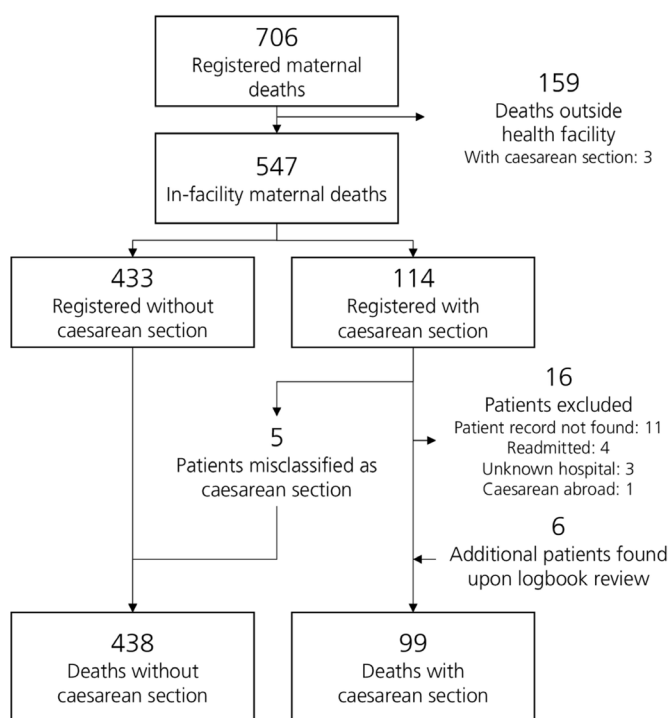 706
Registered maternal
deaths
159
Deaths outside
health facility
With caesarean section: 3
547
In-facility maternal deaths
433
Registered without
caesarean section
114
Registered with
caesarean section
16
Patients excluded
Patient record not found: 11
Readmitted: 4
Unknown hospital: 3
Caesarean abroad: 1
5
Patients misclassified as
caesarean section
6
Additional patients found
upon logbook review
438
Deaths without
caesarean section
99
Deaths with
caesarean section